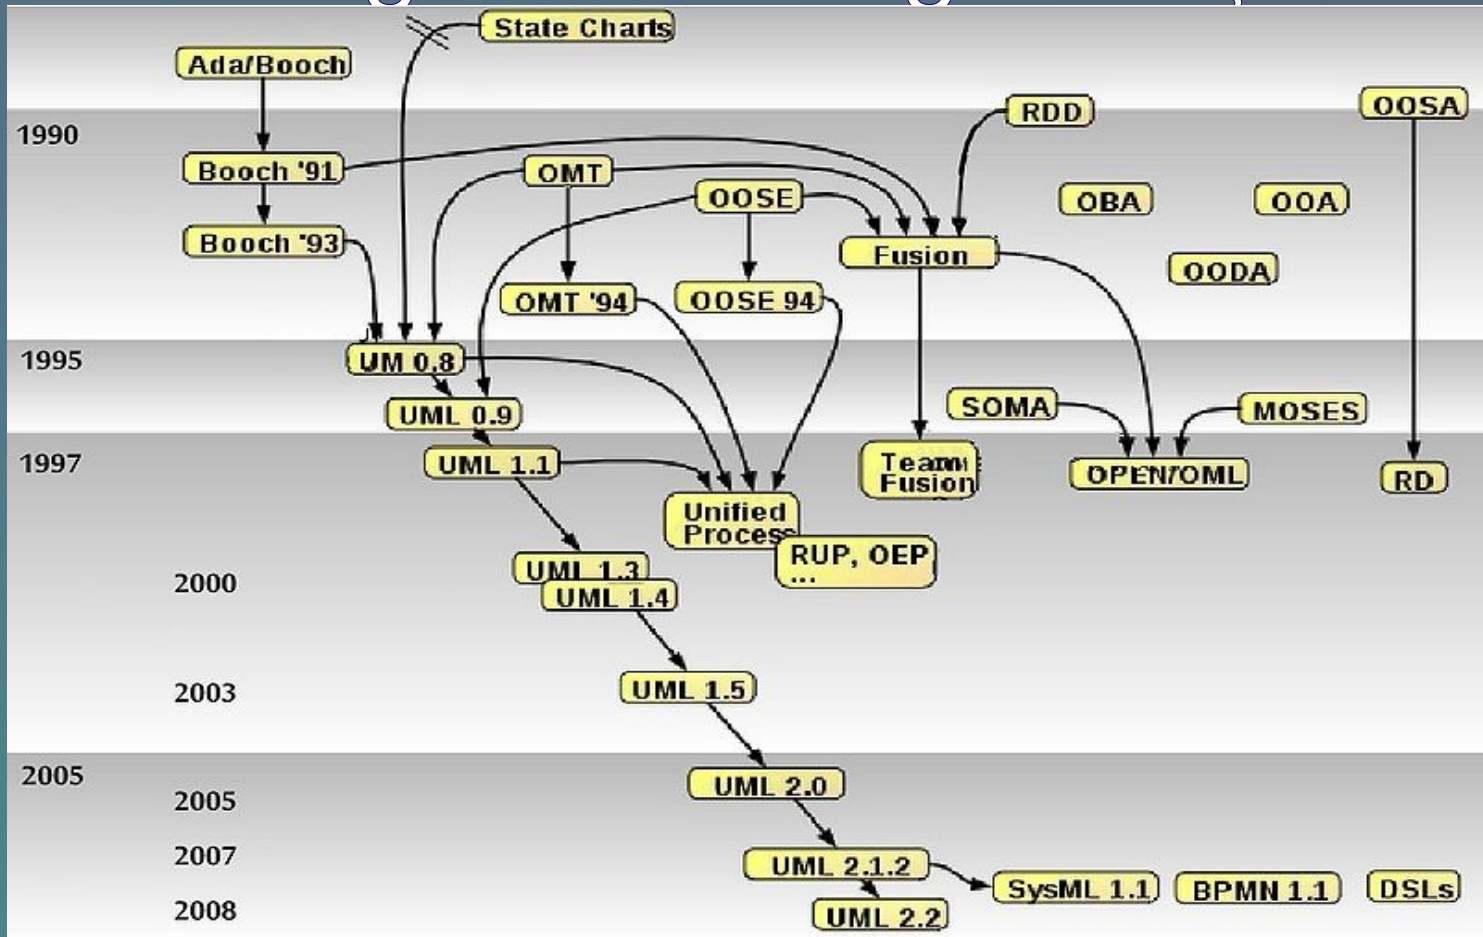 State Charts
Ada/Booch
OOSA
RDD
1990
Booch '91
OMT
OOSE
OBA
OOA
Booch '93
Fusion
OODA
OMT '94
OOSE 94
1995
UM 0.8
SOMA
MOSES
UML 0.9
1997
UML 1.1
Team
Fusion
OPEN/OML
RD
Unified
Process
RUP, OEP
...
UML 1.3
2000
UML 1.4
2003
UML 1.5
2005
UML 2.0
2005
2007
UML 2.1.2
SysML 1.1
BPMN 1.1
DSLs
2008
UML 2.2